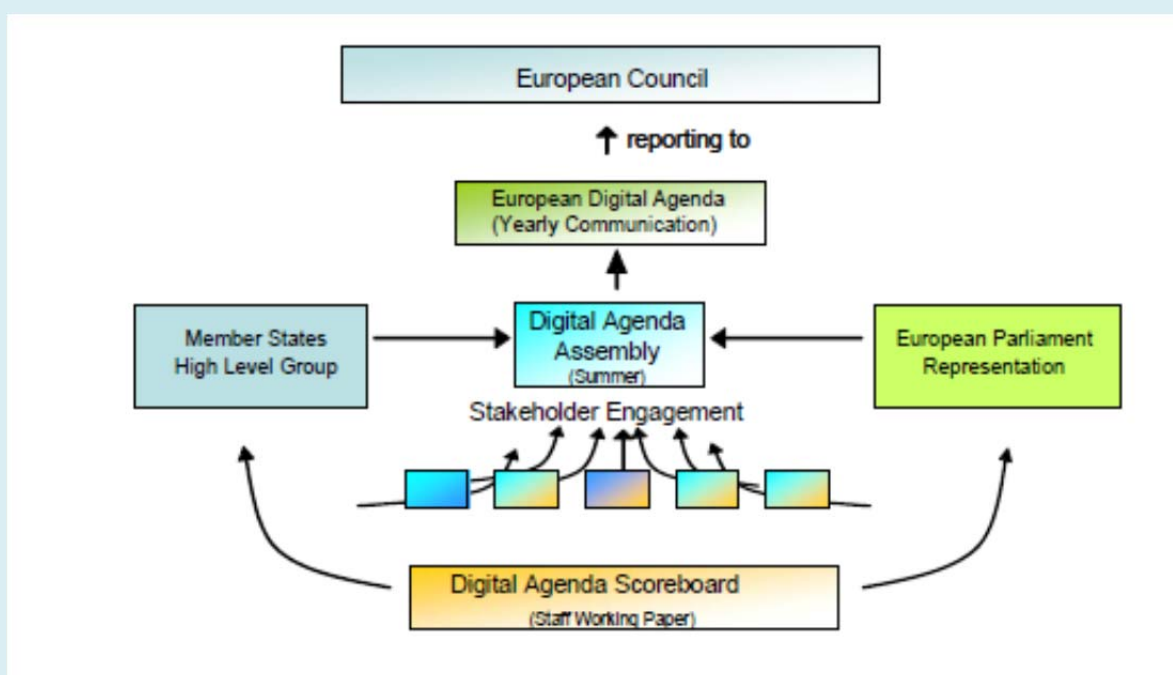 European Council
reporting to
European Digital Agenda
(Yearly Communication)
Member States
High Level Group
Digital Agenda
Assembly
(Summer)
European Parliament
Representation
Stakeholder Engagement
Digital Agenda Scoreboard
(Staff Working Paper)